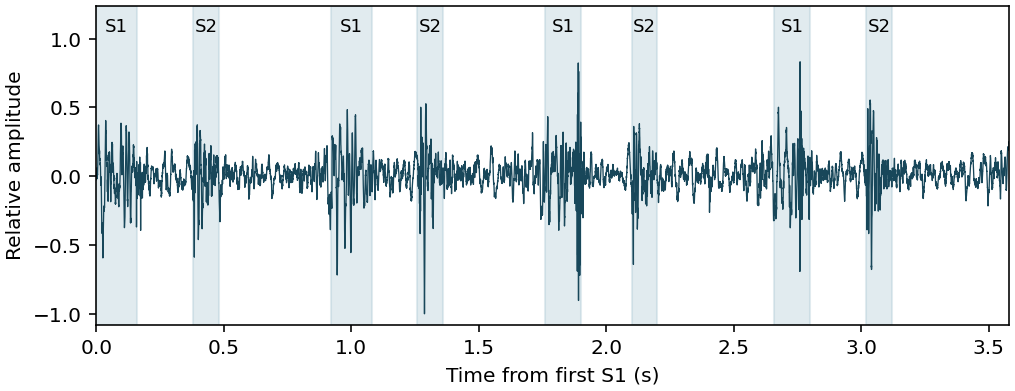 S1 S2 S1 S2 S1 S2 S1 S2
1.0
0.5
0.0
−0.5
−1.0
Relative amplitude
0.0 0.5 1.0 1.5 2.0 2.5 3.0 3.5
Time from first S1 (s)